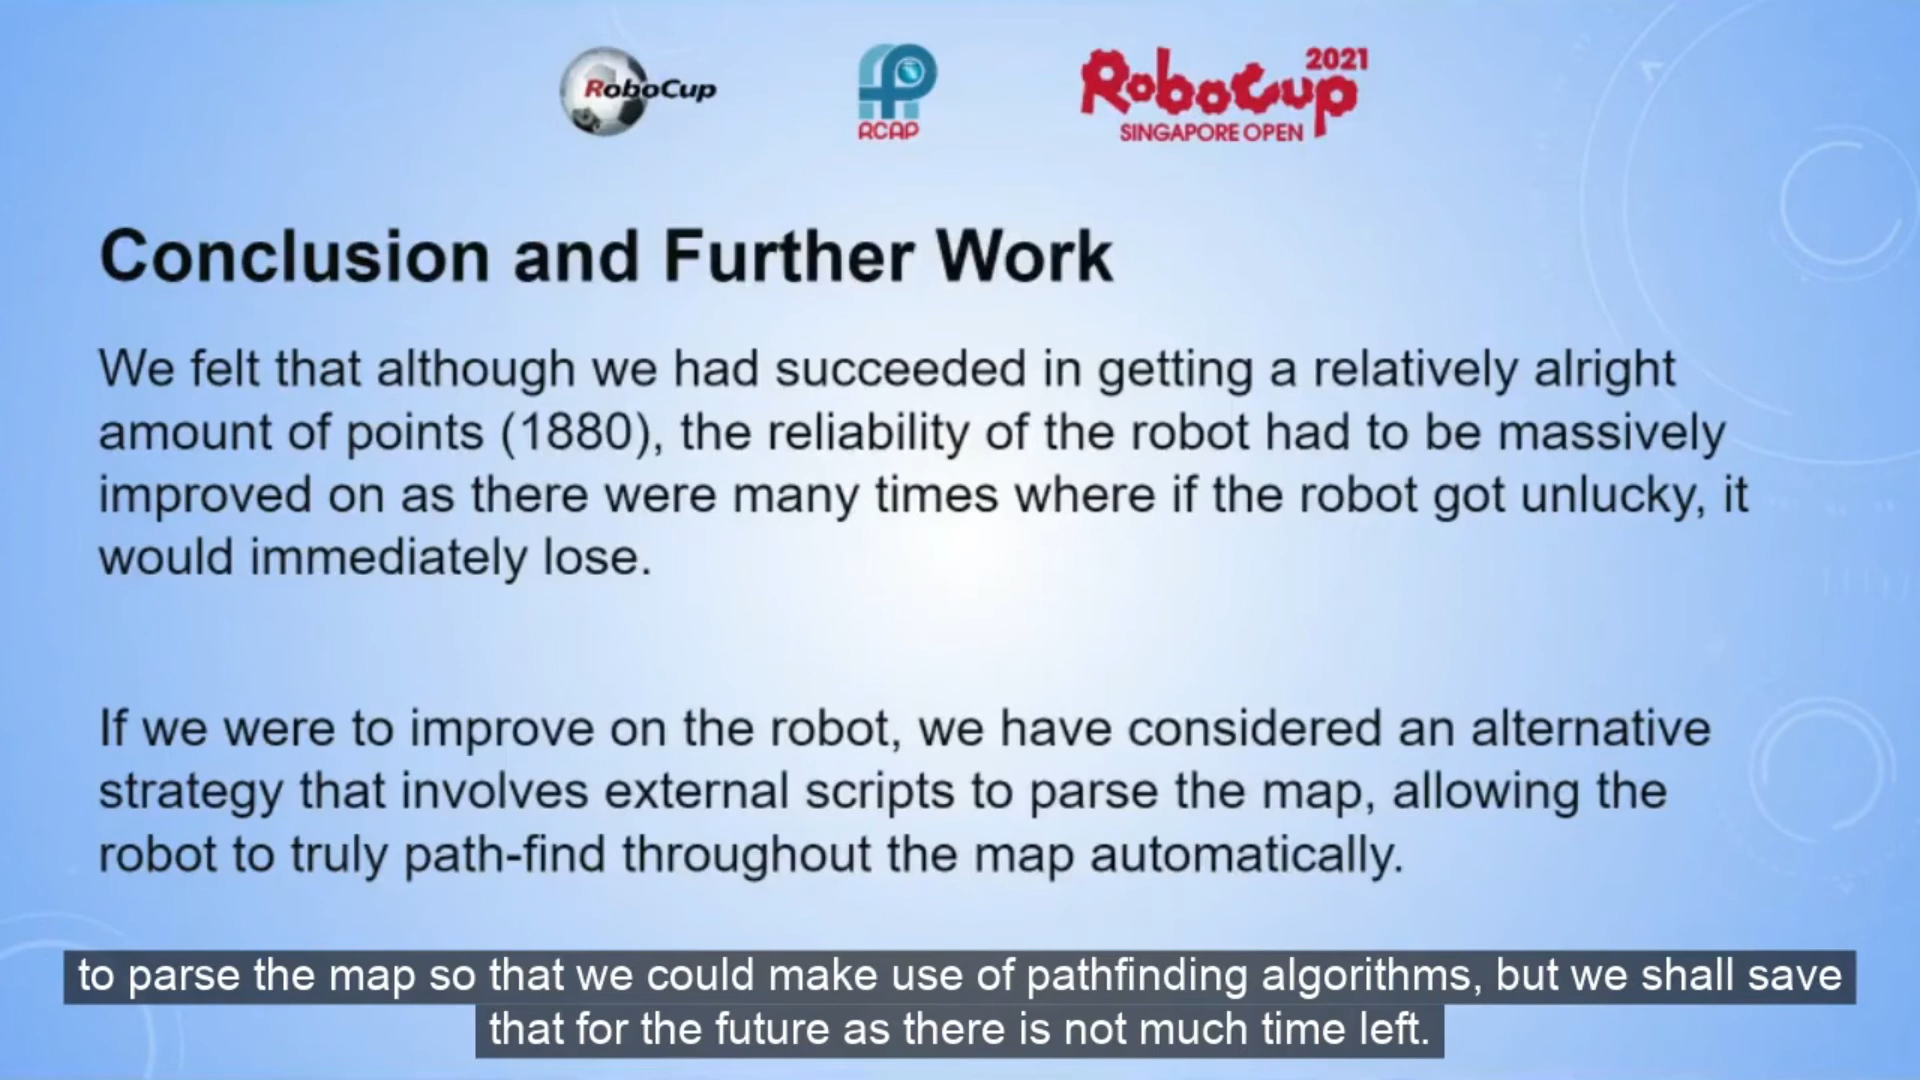 RoboCup
RCAP
2021
RoboCup
SINGAPORE OPEN
Conclusion and Further Work
We felt that although we had succeeded in getting a relatively alright
amount of points (1880), the reliability of the robot had to be massively
improved on as there were many times where if the robot got unlucky, it
would immediately lose.
If we were to improve on the robot, we have considered an alternative
strategy that involves external scripts to parse the map, allowing the
robot to truly path-find throughout the map automatically.
to parse the map so that we could make use of pathfinding algorithms, but we shall save
that for the future as there is not much time left.